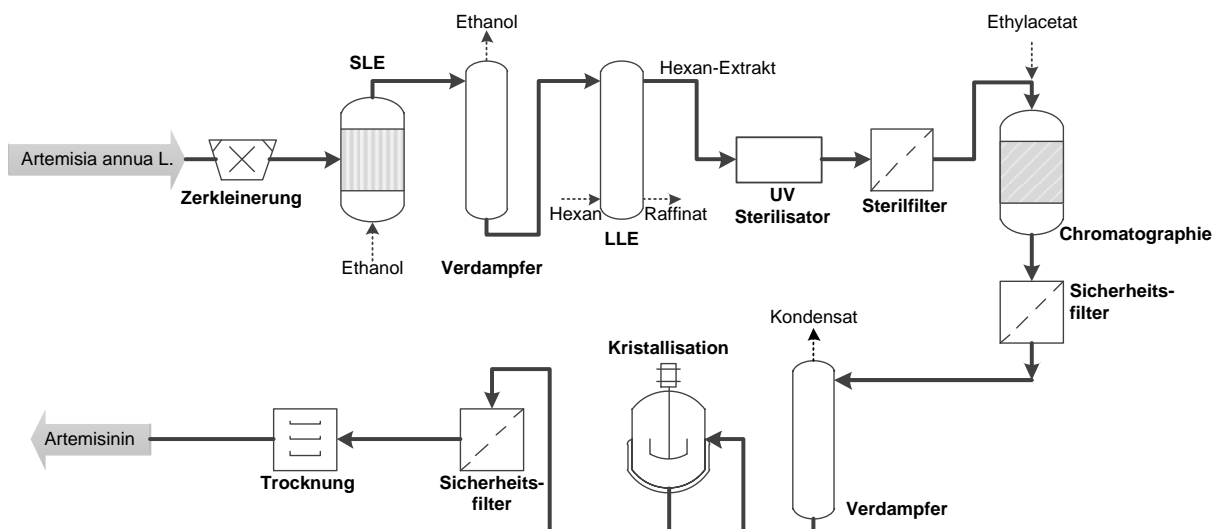 Ethanol
SLE
Artemisia annua L.
Zerkleinerung
Ethanol
Verdampfer
Hexan-Extrakt
Hexan
Raffinat
LLE
UV
Sterilisator
Sterilfilter
Ethylacetat
Chromatographie
Sicherheits-
filter
Kondensat
Verdampfer
Kristallisation
Sicherheits-
filter
Trocknung
Artemisinin